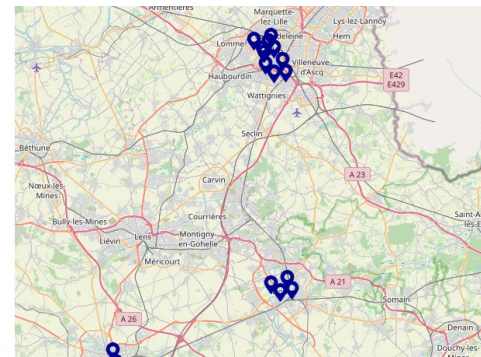 Armentières
Marquette-
lez-Lille
Lys-lez-Lannoy
Lomme
deleine
Hem
Villeneuve
d'Ascq
Haubourdin
E42
E429
Wattignies
Seclin
Béthune
A 23
Carvin
Nœux-les-
Mines
Courrières
Saint-A
les-E
Bully-les-Mines
Lens
Montigny-
en-Gohelle
Liévin
Méricourt
A 21
Somain
A 26
Denain
Douchy-les-
Mines